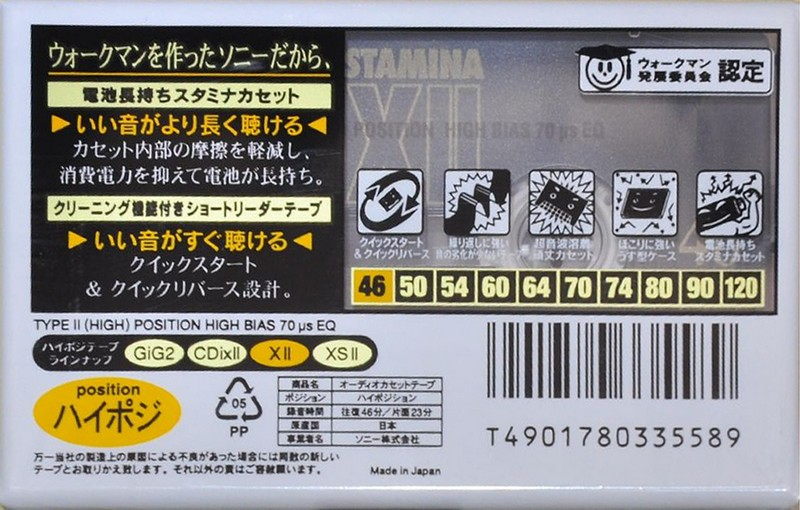 ウォークマンを作ったソニーだから、
電池長持ちスタミナカセット
▶いい音がより長く聴ける◀
カセット内部の摩擦を軽減し、
消費電力を抑えて電池が長持ち。
クリーニング機能付きショートリーダーテープ
▶いい音がすぐ聴ける◀
クイックスタート
& クイックリバース設計。
STAMINA
XII
POSITION HIGH BIAS 70 µs EQ
ウォークマン
発展委員会 認定
クイックスタート
& クイックリバース
繰り返しに強い
音の劣化が少ないテープ
超音波溶着
頑丈カセット
ほこりに強い
うす型ケース
電池長持ち
スタミナカセット
46 50 54 60 64 70 74 80 90 120
TYPE II (HIGH) POSITION HIGH BIAS 70 µs EQ
ハイポジテープ
ラインナップ
GiG2 CDixII XII XSII
position
ハイポジ
05
PP
商品名 オーディオカセットテープ
ポジション ハイポジション
録音時間 往復46分/片面23分
原産国 日本
事業者名 ソニー株式会社
T4901780335589
万一当社の製造上の原因による不良があった場合には同数の新しい
テープとお取りかえ致します。それ以外の責はご容赦願います。
Made in Japan